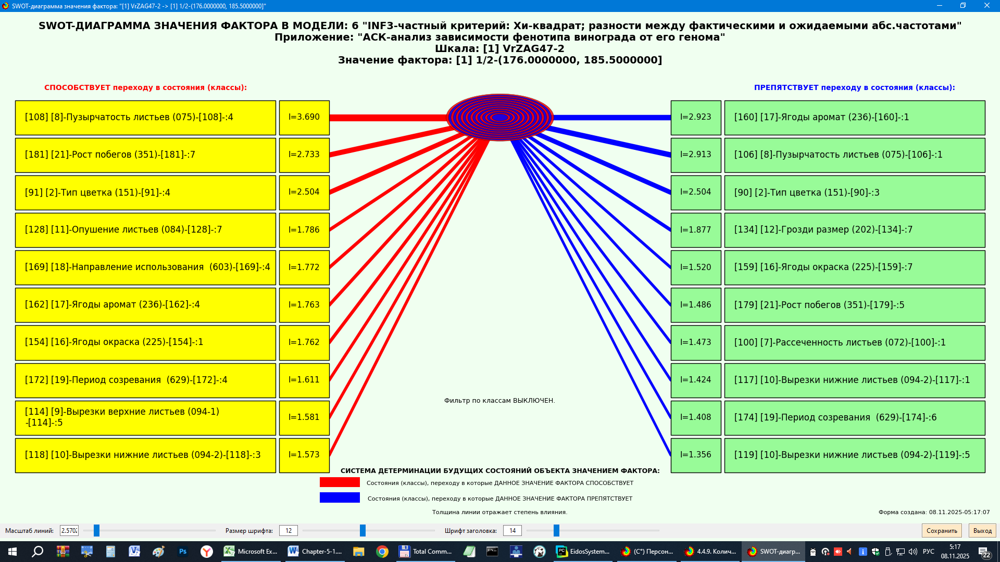 SWOT-диаграмма значения фактора: "[1] VrZAG47-2 -> [1] 1/2-(176.0000000, 185.5000000]"
SWOT-ДИАГРАММА ЗНАЧЕНИЯ ФАКТОРА В МОДЕЛИ: 6 "INF3-частный критерий: Хи-квадрат; разности между фактическими и ожидаемыми абс.частотами"
Приложение: "АСК-анализ зависимости фенотипа винограда от его генома"
Шкала: [1] VrZAG47-2
Значение фактора: [1] 1/2-(176.0000000, 185.5000000]
СПОСОБСТВУЕТ переходу в состояния (классы):
[108] [8]-Пузырчатость листьев (075)-[108]-:4
I=3.690
[181] [21]-Рост побегов (351)-[181]-:7
I=2.733
[91] [2]-Тип цветка (151)-[91]-:4
I=2.504
[128] [11]-Опушение листьев (084)-[128]-:7
I=1.786
[169] [18]-Направление использования  (603)-[169]-:4
I=1.772
[162] [17]-Ягоды аромат (236)-[162]-:4
I=1.763
[154] [16]-Ягоды окраска (225)-[154]-:1
I=1.762
[172] [19]-Период созревания  (629)-[172]-:4
I=1.611
[114] [9]-Вырезки верхние листьев (094-1)
-[114]-:5
I=1.581
[118] [10]-Вырезки нижние листьев (094-2)-[118]-:3
I=1.573
ПРЕПЯТСТВУЕТ переходу в состояния (классы):
I=2.923
[160] [17]-Ягоды аромат (236)-[160]-:1
I=2.913
[106] [8]-Пузырчатость листьев (075)-[106]-:1
I=2.504
[90] [2]-Тип цветка (151)-[90]-:3
I=1.877
[134] [12]-Грозди размер (202)-[134]-:7
I=1.520
[159] [16]-Ягоды окраска (225)-[159]-:7
I=1.486
[179] [21]-Рост побегов (351)-[179]-:5
I=1.473
[100] [7]-Рассеченность листьев (072)-[100]-:1
I=1.424
[117] [10]-Вырезки нижние листьев (094-2)-[117]-:1
I=1.408
[174] [19]-Период созревания  (629)-[174]-:6
I=1.356
[119] [10]-Вырезки нижние листьев (094-2)-[119]-:5
Фильтр по классам ВЫКЛЮЧЕН.
СИСТЕМА ДЕТЕРМИНАЦИИ БУДУЩИХ СОСТОЯНИЙ ОБЪЕКТА ЗНАЧЕНИЕМ ФАКТОРА:
Состояния (классы), переходу в которые ДАННОЕ ЗНАЧЕНИЕ ФАКТОРА СПОСОБСТВУЕТ
Состояния (классы), переходу в которые ДАННОЕ ЗНАЧЕНИЕ ФАКТОРА ПРЕПЯТСТВУЕТ
Толщина линии отражает степень влияния.
Форма создана: 08.11.2025-05:17:07
Масштаб линий: 2.570
Размер шрифта: 12
Шрифт заголовка: 14
Сохранить
Выход
Microsoft Ex...
Chapter-5-1....
Total Comm...
EidosSystem...
(C°) Персон...
4.4.9. Колич...
SWOT-диагр...
РУС
5:17
08.11.2025
22